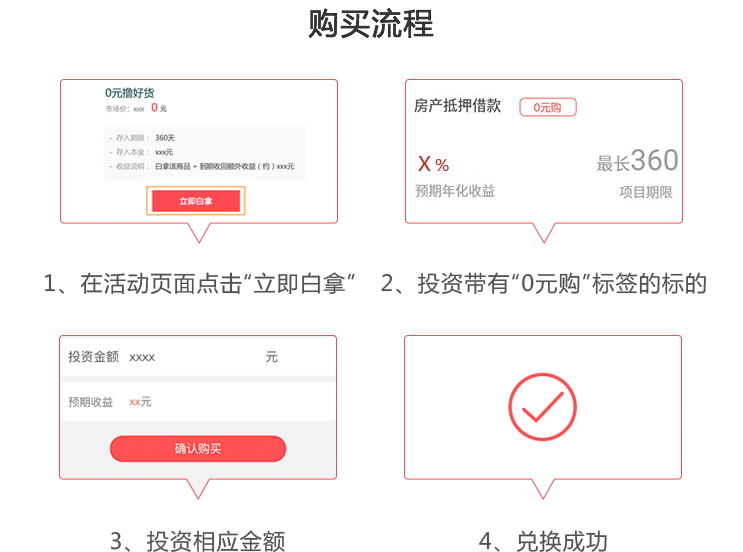 购买流程
0元撸好货
市场价：xxx 0 元
· 存入期限： 360天
· 存入本金： xxx元
· 收益说明： 白拿该商品 + 到期收回额外收益（约）xxx元
立即白拿
房产抵押借款 0元购
X %
最长360
预期年化收益
项目期限
1、在活动页面点击“立即白拿”
2、投资带有“0元购”标签的标的
投资金额 xxxx 元
预期收益 xx元
确认购买
3、投资相应金额
4、兑换成功